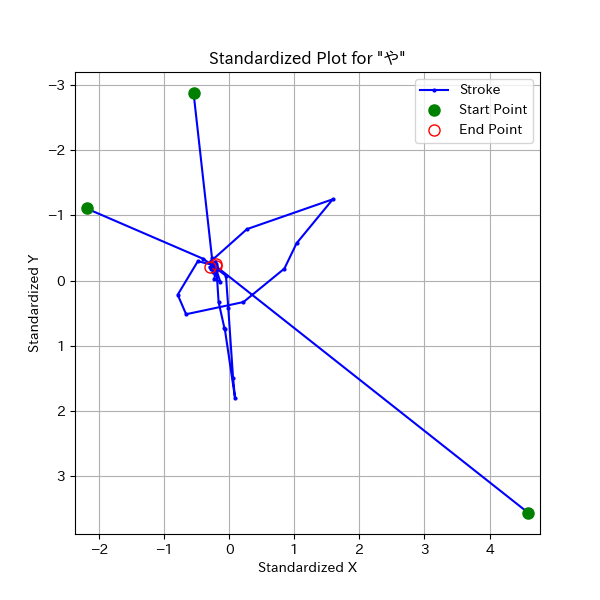 Standardized Plot for "や"
Stroke
Start Point
End Point
Standardized Y
−3
−2
−1
0
1
2
3
−2 −1 0 1 2 3 4
Standardized X